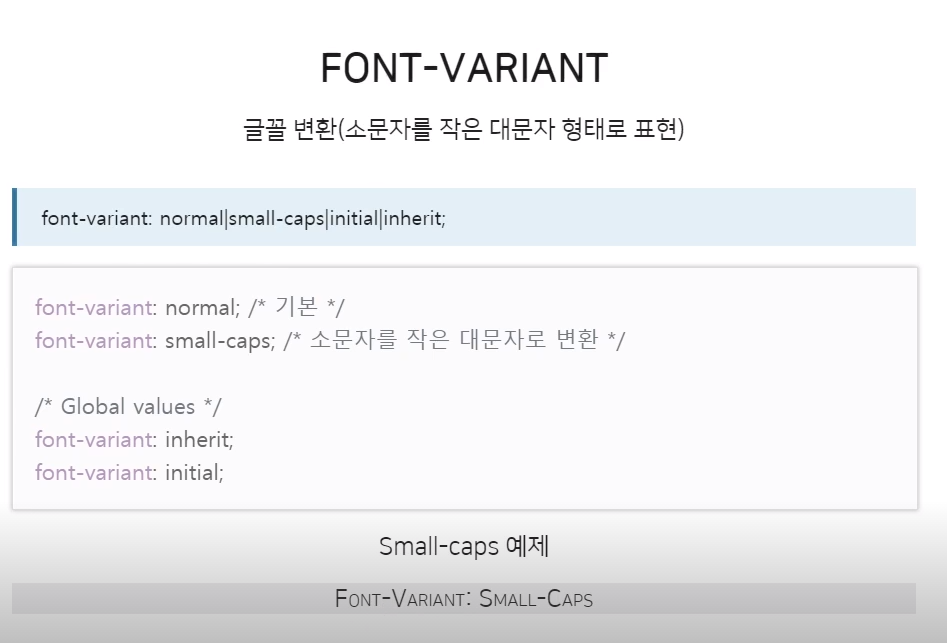 FONT-VARIANT
글꼴 변환(소문자를 작은 대문자 형태로 표현)
font-variant: normal|small-caps|initial|inherit;
font-variant: normal; /* 기본 */
font-variant: small-caps; /* 소문자를 작은 대문자로 변환 */
/* Global values */
font-variant: inherit;
font-variant: initial;
Small-caps 예제
Font-Variant: Small-Caps